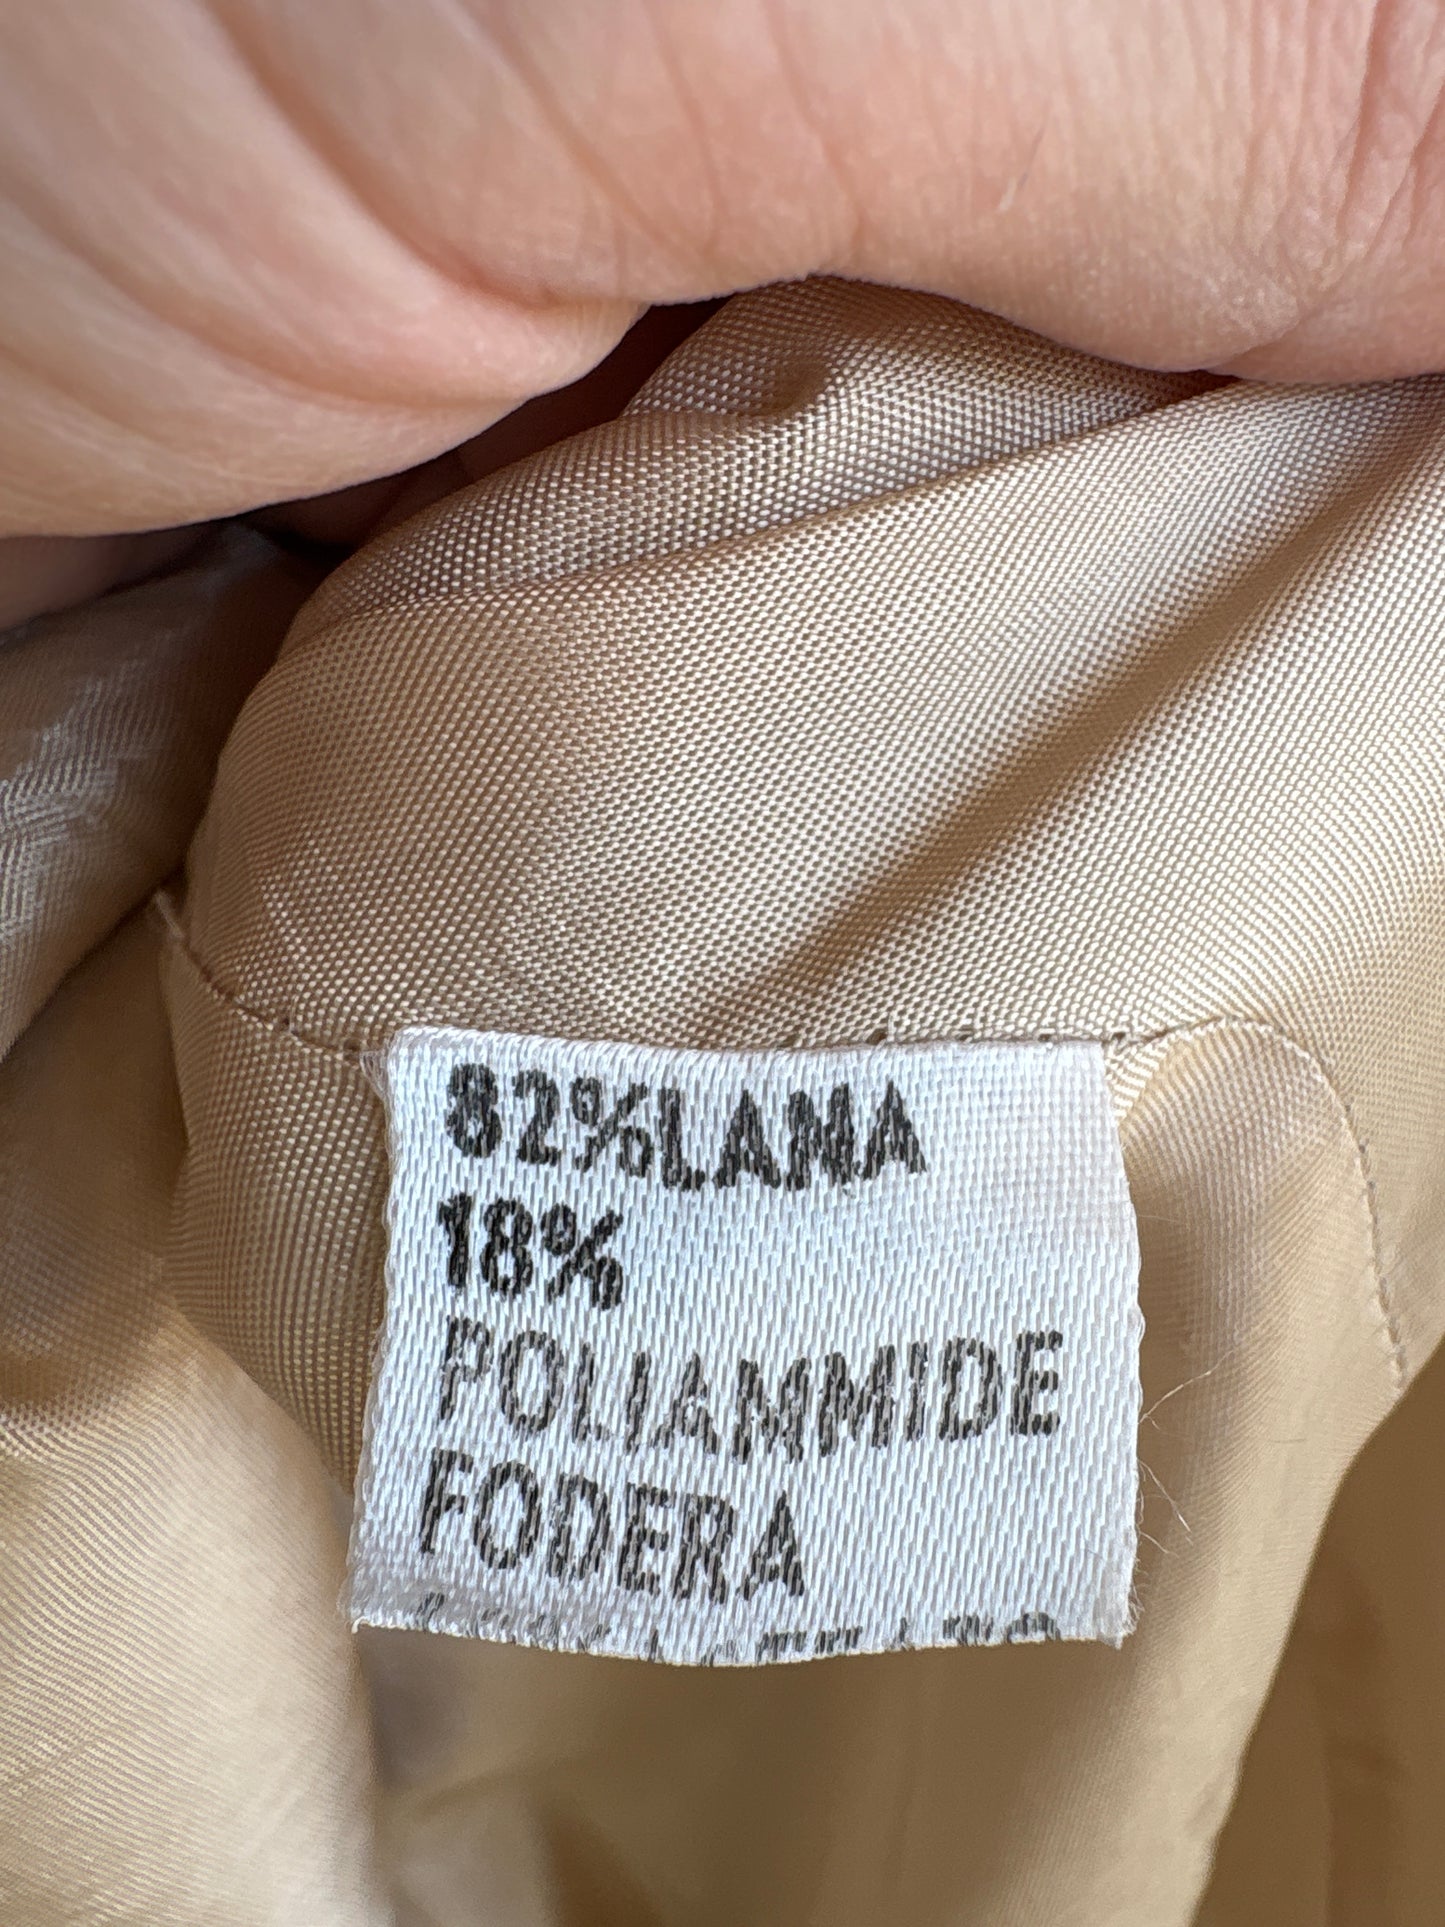 82%LANA
18%
POLIAMMIDE
FODERA